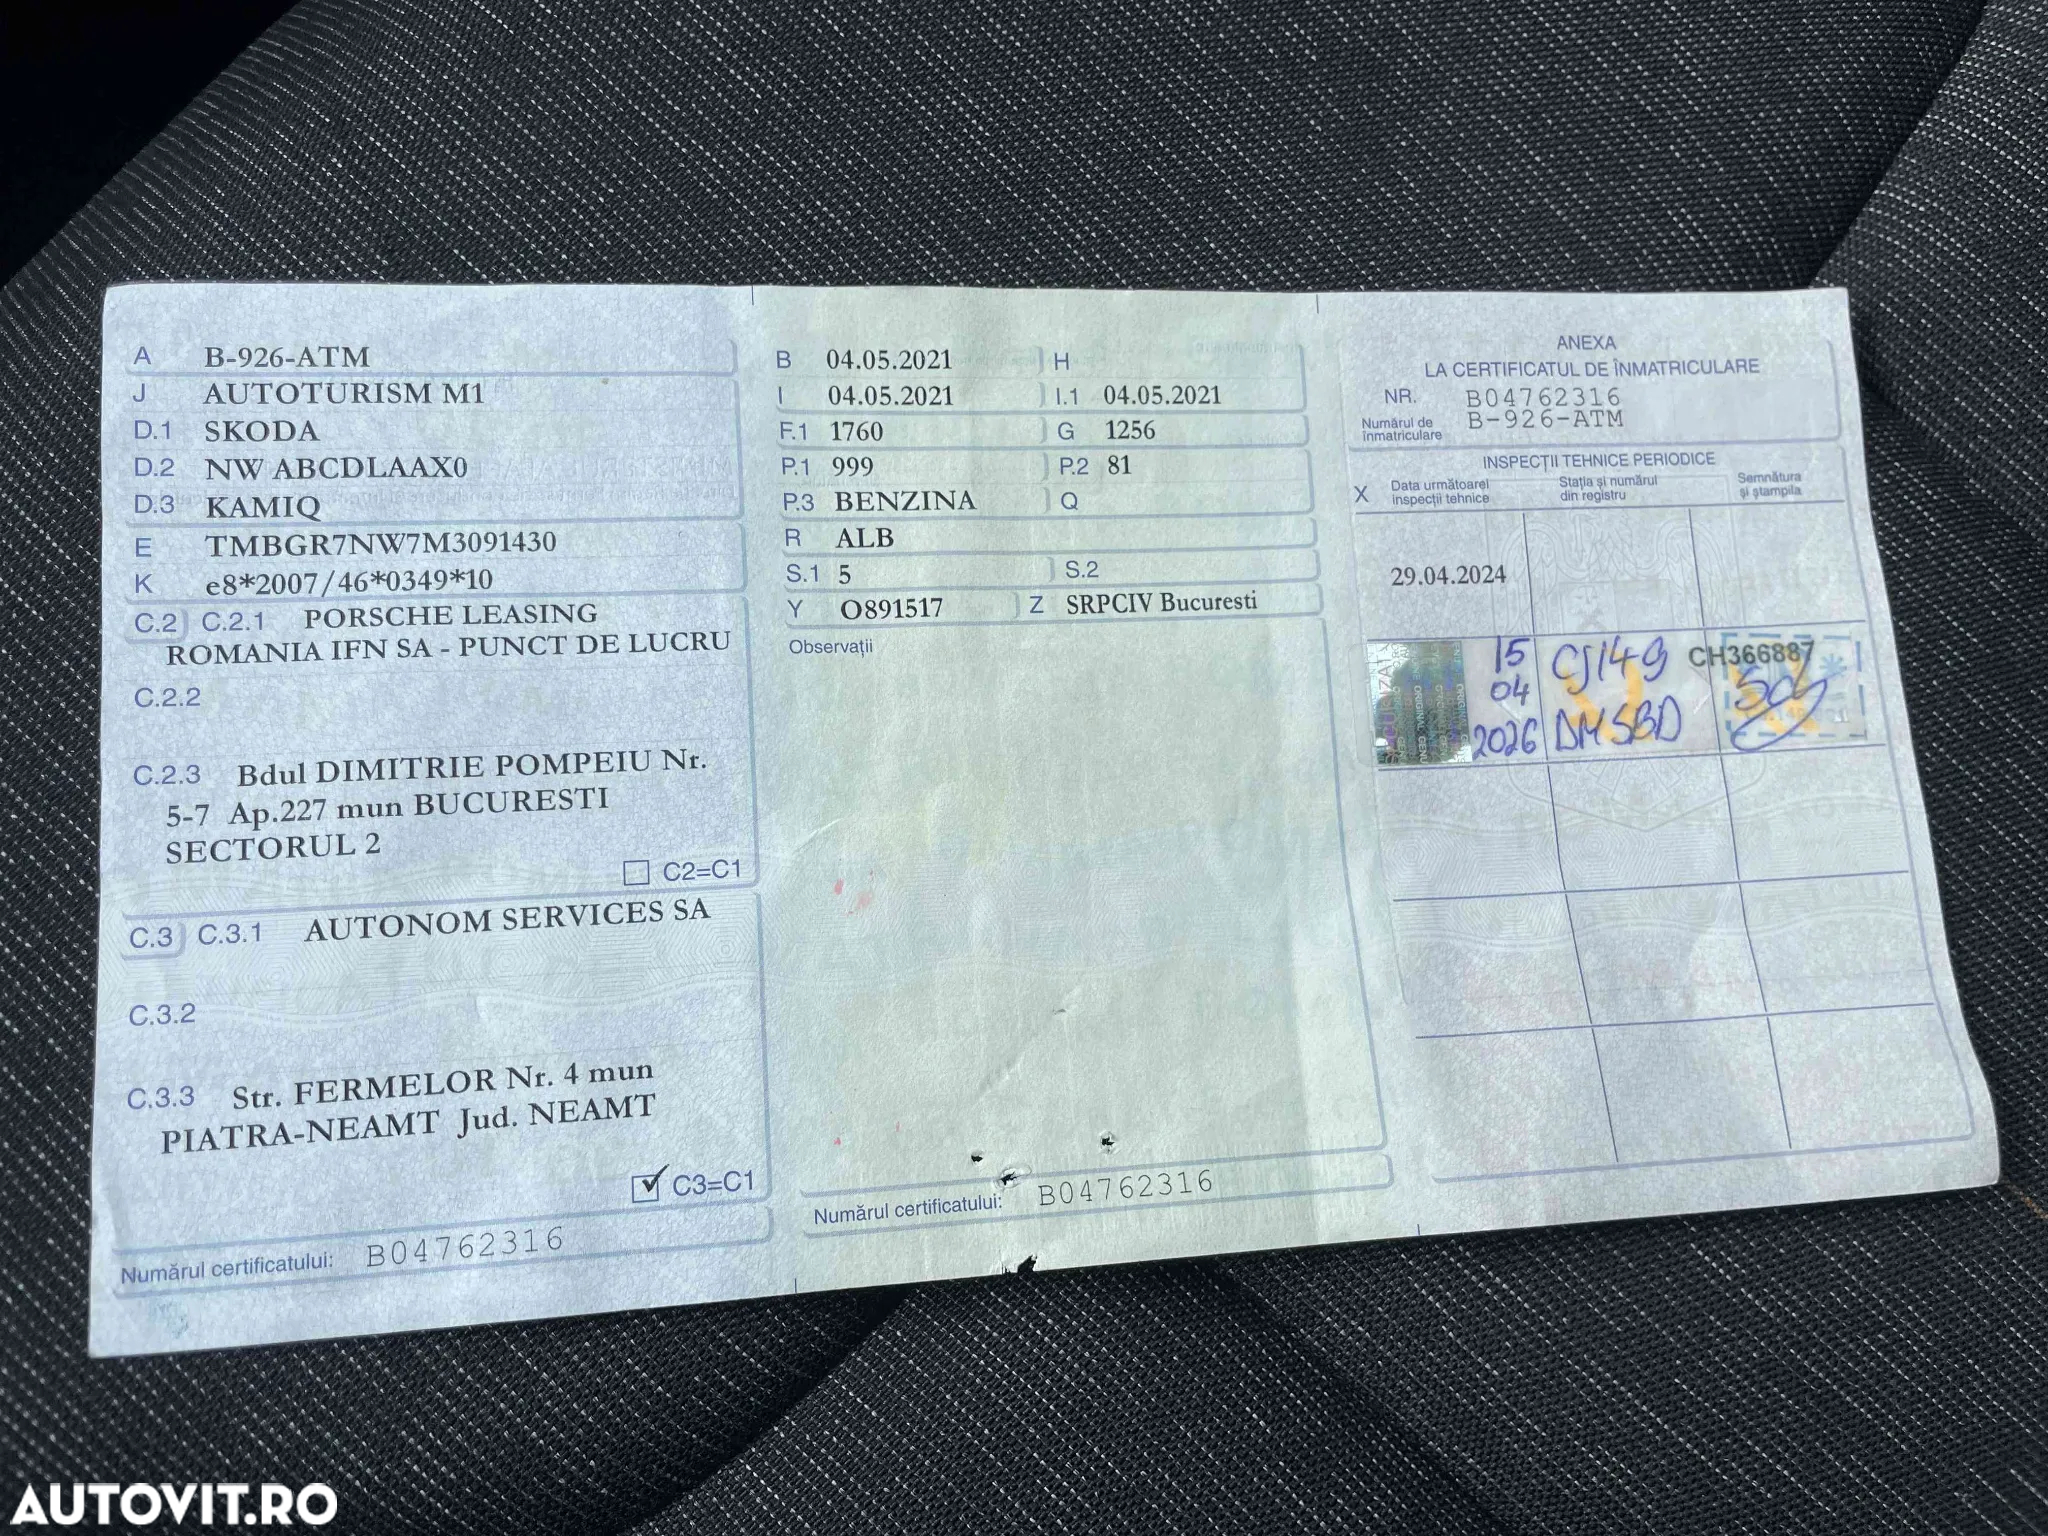 A B-926-ATM
J AUTOTURISM M1
D.1 SKODA
D.2 NW ABCDLAAX0
D.3 KAMIQ
E TMBGR7NW7M3091430
K e8*2007/46*0349*10
C.2 C.2.1 PORSCHE LEASING
ROMANIA IFN SA - PUNCT DE LUCRU
C.2.2
C.2.3 Bdul DIMITRIE POMPEIU Nr.
5-7 Ap.227 mun BUCURESTI
SECTORUL 2
C2=C1
C.3 C.3.1 AUTONOM SERVICES SA
C.3.2
C.3.3 Str. FERMELOR Nr. 4 mun
PIATRA-NEAMT Jud. NEAMT
C3=C1
Numărul certificatului: B04762316
B 04.05.2021 H
I 04.05.2021 I.1 04.05.2021
F.1 1760 G 1256
P.1 999 P.2 81
P.3 BENZINA Q
R ALB
S.1 5 S.2
Y O891517 Z SRPCIV Bucuresti
Observații
Numărul certificatului: B04762316
ANEXA
LA CERTIFICATUL DE ÎNMATRICULARE
NR. B04762316
Numărul de înmatriculare B-926-ATM
INSPECȚII TEHNICE PERIODICE
X Data următoarei inspecții tehnice Stația și numărul din registru Semnătura și ștampila
29.04.2024
15 CJ149 CH366887
04
2026 DM5BD
AUTOVIT.RO